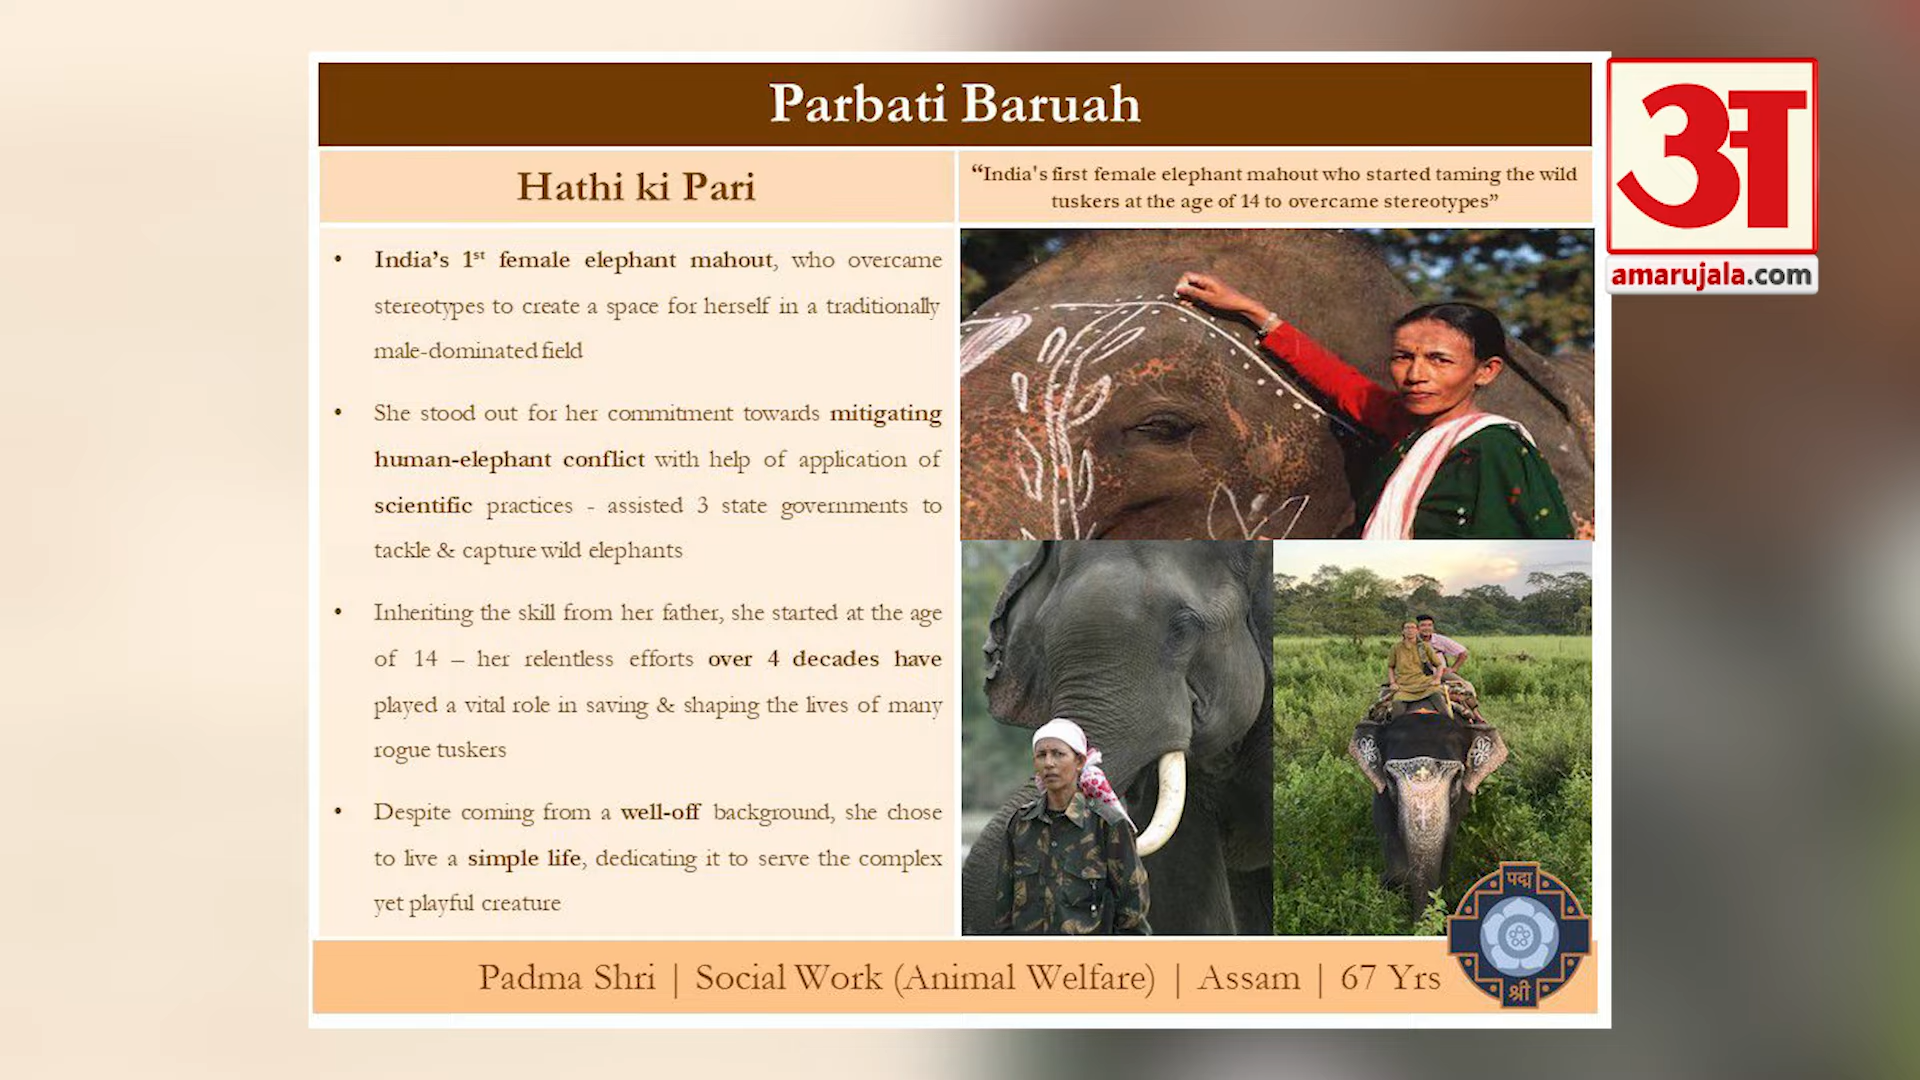 Parbati Baruah
Hathi ki Pari
“India's first female elephant mahout who started taming the wild
tuskers at the age of 14 to overcame stereotypes”
• India’s 1st female elephant mahout, who overcame
stereotypes to create a space for herself in a traditionally
male-dominated field
• She stood out for her commitment towards mitigating
human-elephant conflict with help of application of
scientific practices - assisted 3 state governments to
tackle & capture wild elephants
• Inheriting the skill from her father, she started at the age
of 14 – her relentless efforts over 4 decades have
played a vital role in saving & shaping the lives of many
rogue tuskers
• Despite coming from a well-off background, she chose
to live a simple life, dedicating it to serve the complex
yet playful creature
Padma Shri | Social Work (Animal Welfare) | Assam | 67 Yrs
पद्म
श्री
अ
amarujala.com